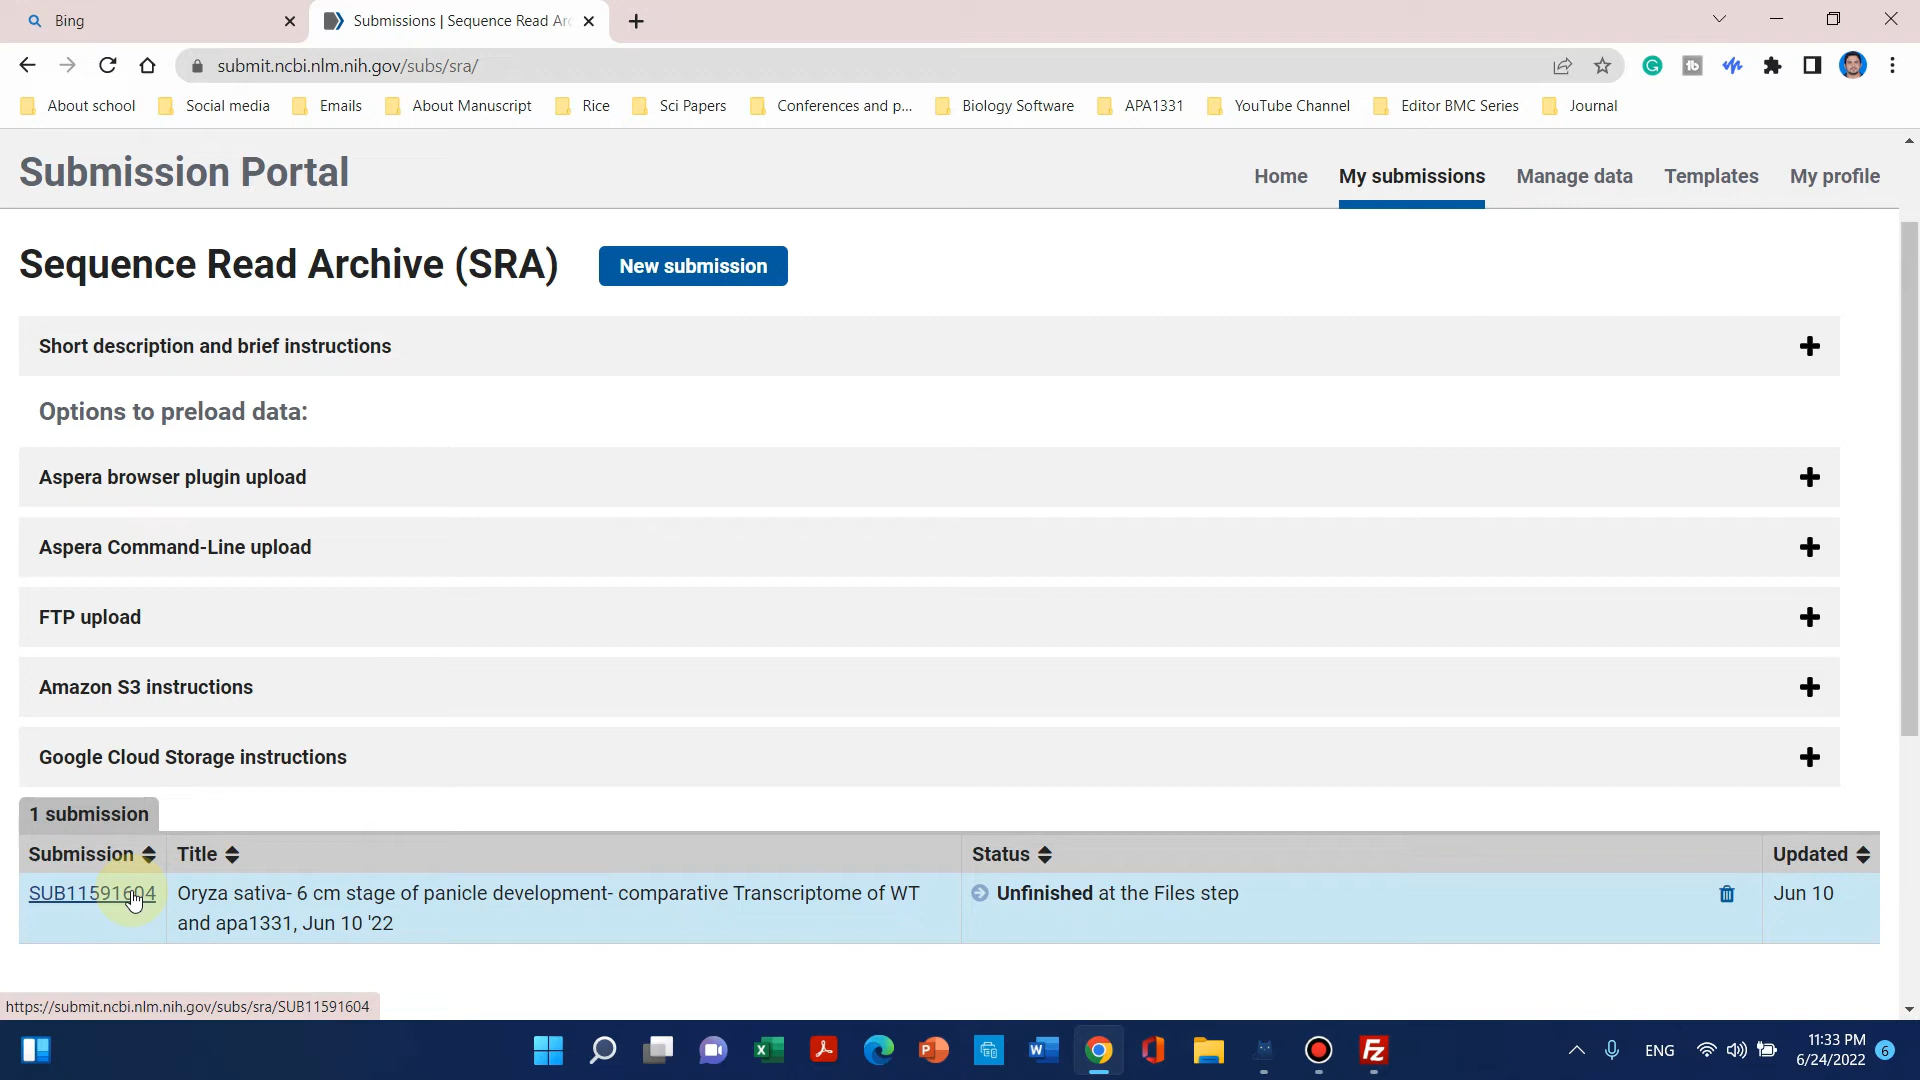 Bing
Submissions | Sequence Read Arc
submit.ncbi.nlm.nih.gov/subs/sra/
About school Social media Emails About Manuscript Rice Sci Papers Conferences and p... Biology Software APA1331 YouTube Channel Editor BMC Series Journal
Submission Portal
Home My submissions Manage data Templates My profile
Sequence Read Archive (SRA) New submission
Short description and brief instructions
Options to preload data:
Aspera browser plugin upload
Aspera Command-Line upload
FTP upload
Amazon S3 instructions
Google Cloud Storage instructions
1 submission
Submission Title Status Updated
SUB11591604 Oryza sativa- 6 cm stage of panicle development- comparative Transcriptome of WT Unfinished at the Files step Jun 10
and apa1331, Jun 10 '22
https://submit.ncbi.nlm.nih.gov/subs/sra/SUB11591604
ENG
11:33 PM
6/24/2022
6